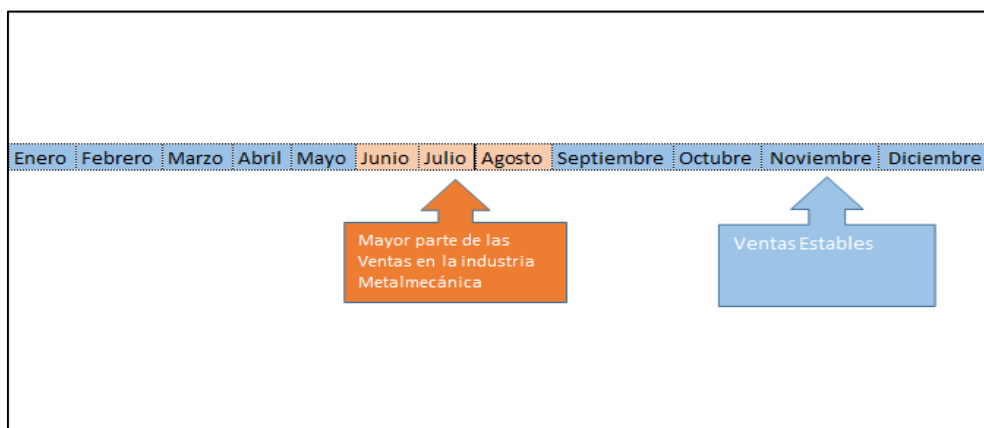 Enero Febrero Marzo Abril Mayo Junio Julio Agosto Septiembre Octubre Noviembre Diciembre
Mayor parte de las
Ventas en la industria
Metalmecánica
Ventas Estables